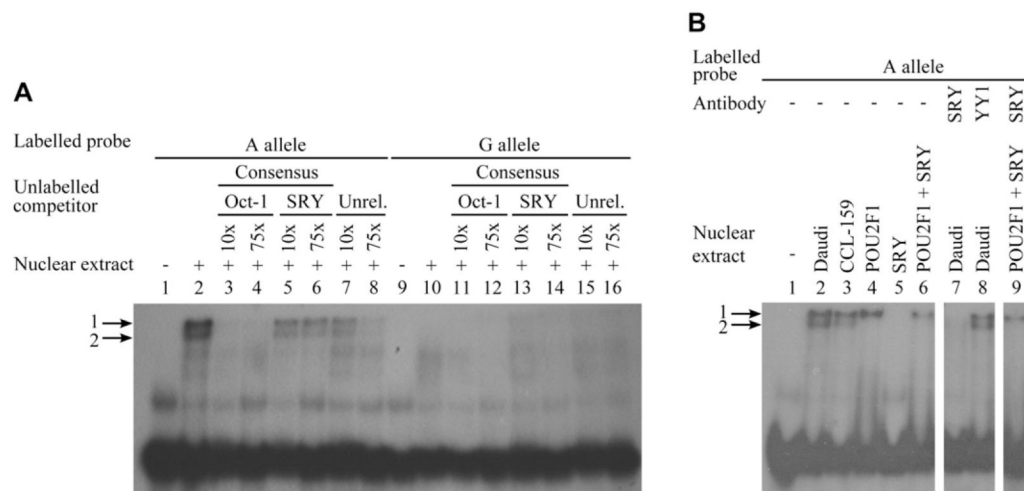 A
Labelled probe
A allele
G allele
Consensus
Consensus
Unlabelled
competitor
Oct-1
SRY
Unrel.
Oct-1
SRY
Unrel.
10x 75x 10x 75x 10x 75x 10x 75x 10x 75x 10x 75x
Nuclear extract - + + + + + + + - + + + + + + +
1 2 3 4 5 6 7 8 9 10 11 12 13 14 15 16
1
2
B
Labelled
probe
A allele
Antibody - - - - - - SRY YY1 SRY
Nuclear
extract
- Daudi CCL-159 POU2F1 SRY POU2F1 + SRY Daudi Daudi POU2F1 + SRY
1 2 3 4 5 6 7 8 9
1
2